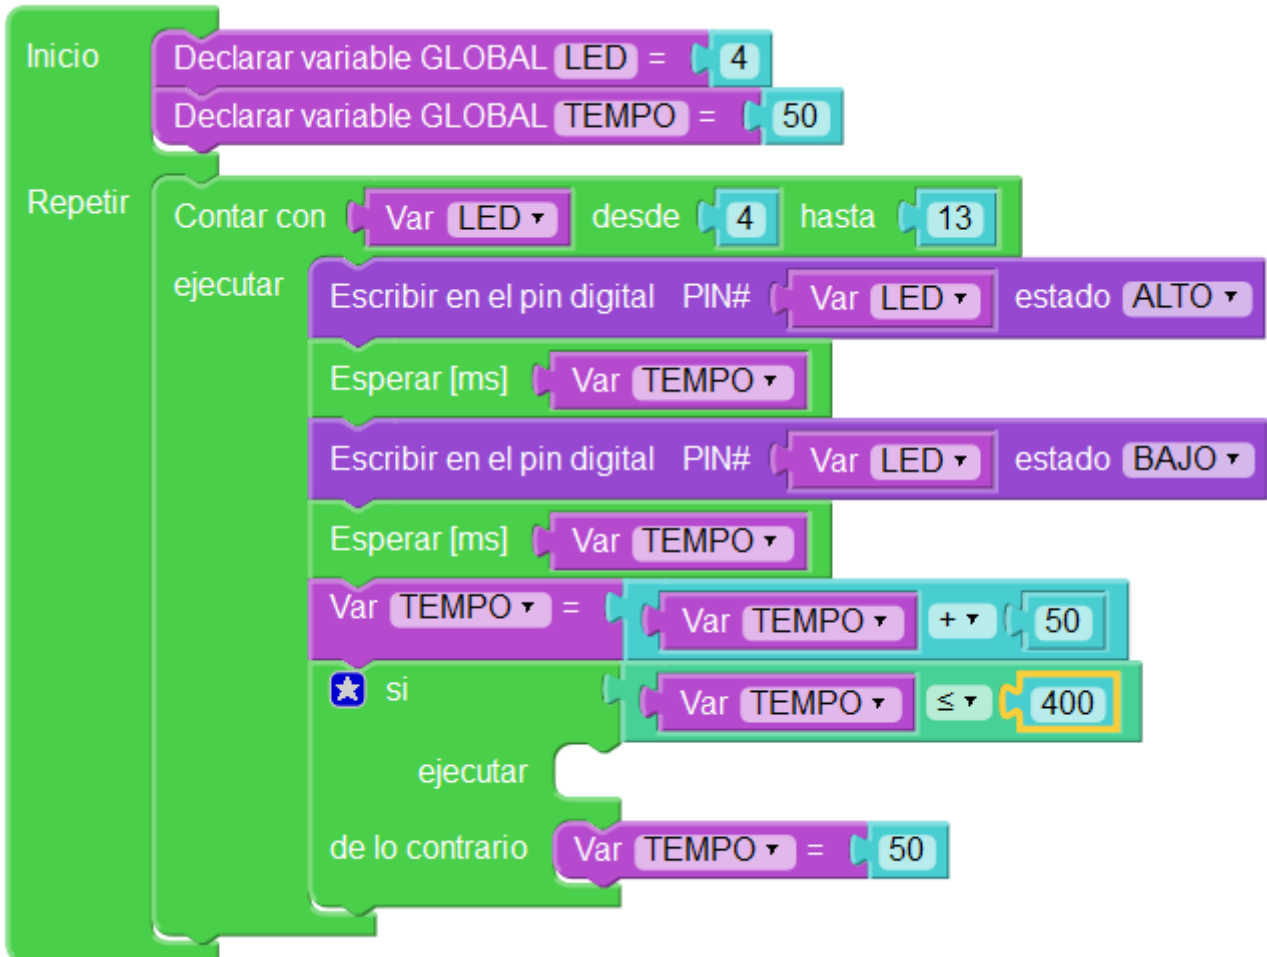 Inicio
Declarar variable GLOBAL LED = 4
Declarar variable GLOBAL TEMPO = 50
Repetir
Contar con Var LED desde 4 hasta 13
ejecutar
Escribir en el pin digital PIN# Var LED estado ALTO
Esperar [ms] Var TEMPO
Escribir en el pin digital PIN# Var LED estado BAJO
Esperar [ms] Var TEMPO
Var TEMPO = Var TEMPO + 50
si Var TEMPO ≤ 400
ejecutar
de lo contrario Var TEMPO = 50